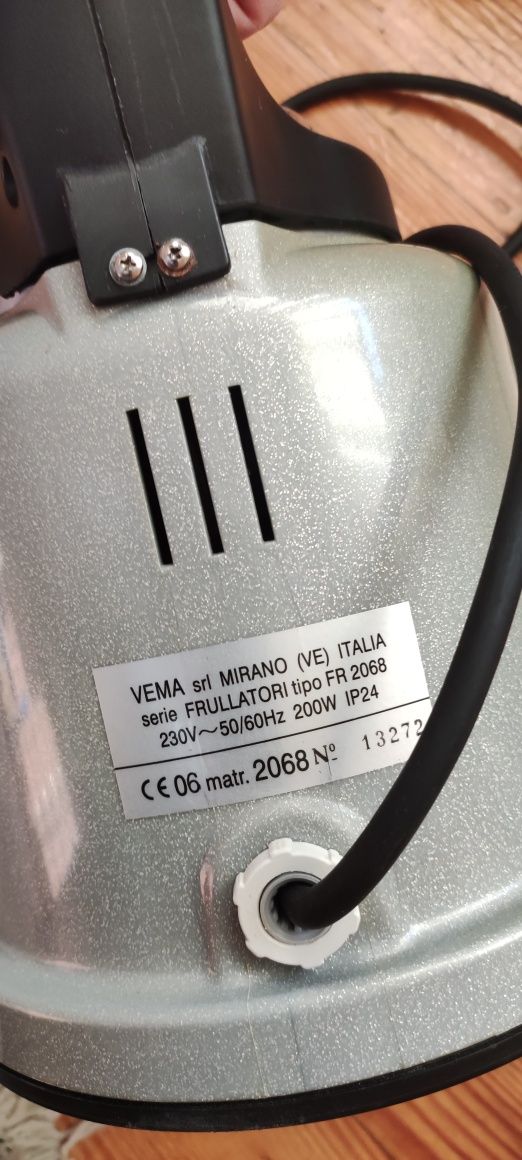 VEMA srl MIRANO (VE) ITALIA
serie FRULLATORI tipo FR 2068
230V~50/60Hz 200W IP24
CE 06 matr. 2068 Nº 13272